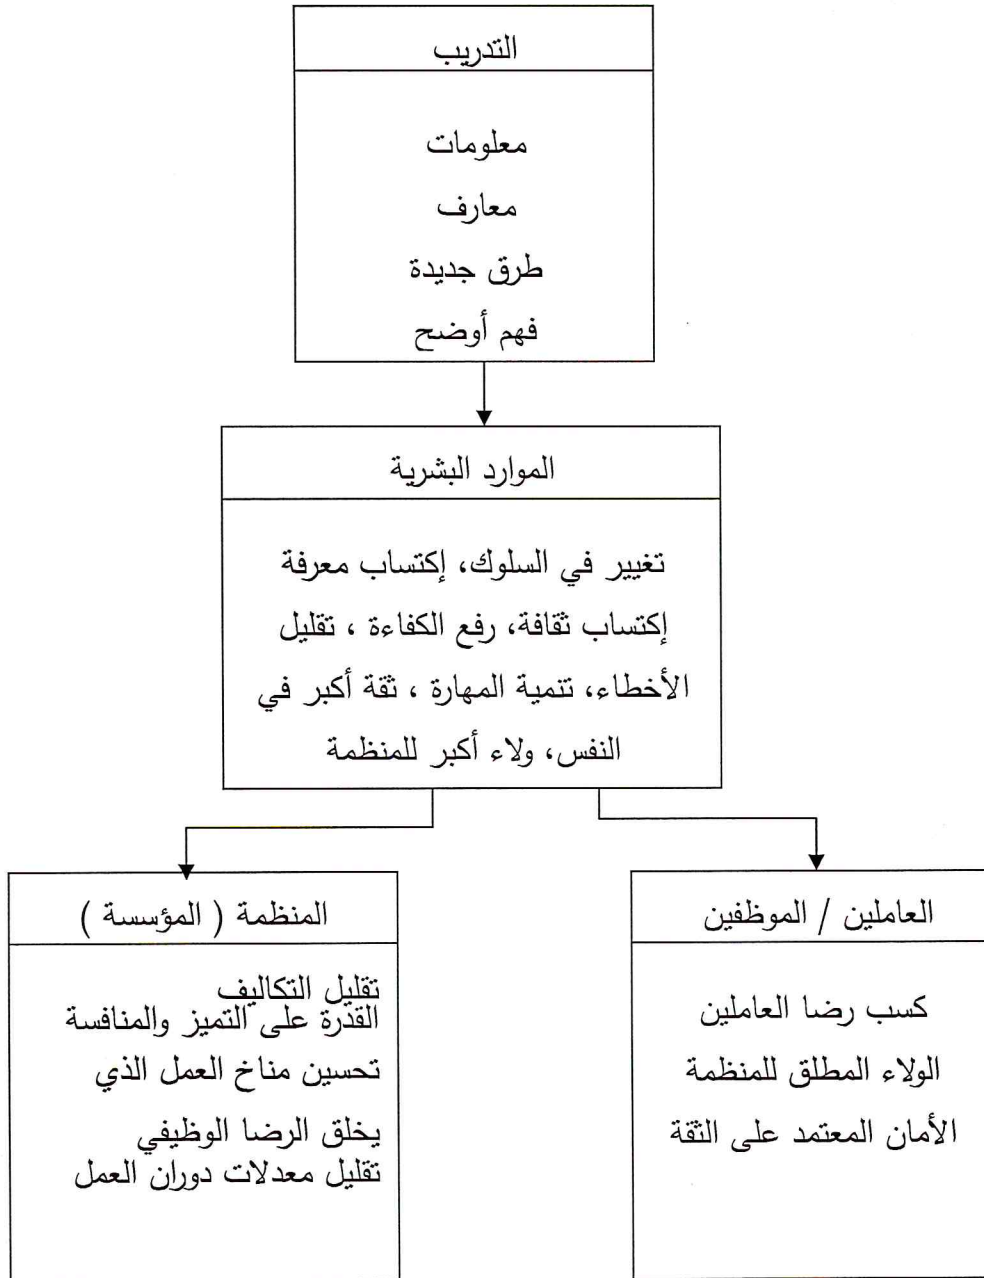 التدريب
معلومات
معارف
طرق جديدة
فهم أوضح
الموارد البشرية
تغيير في السلوك، إكتساب معرفة
إكتساب ثقافة، رفع الكفاءة ، تقليل
الأخطاء، تنمية المهارة ، ثقة أكبر في
النفس، ولاء أكبر للمنظمة
العاملين / الموظفين
كسب رضا العاملين
الولاء المطلق للمنظمة
الأمان المعتمد على الثقة
المنظمة ( المؤسسة )
تقليل التكاليف
القدرة على التميز والمنافسة
تحسين مناخ العمل الذي
يخلق الرضا الوظيفي
تقليل معدلات دوران العمل